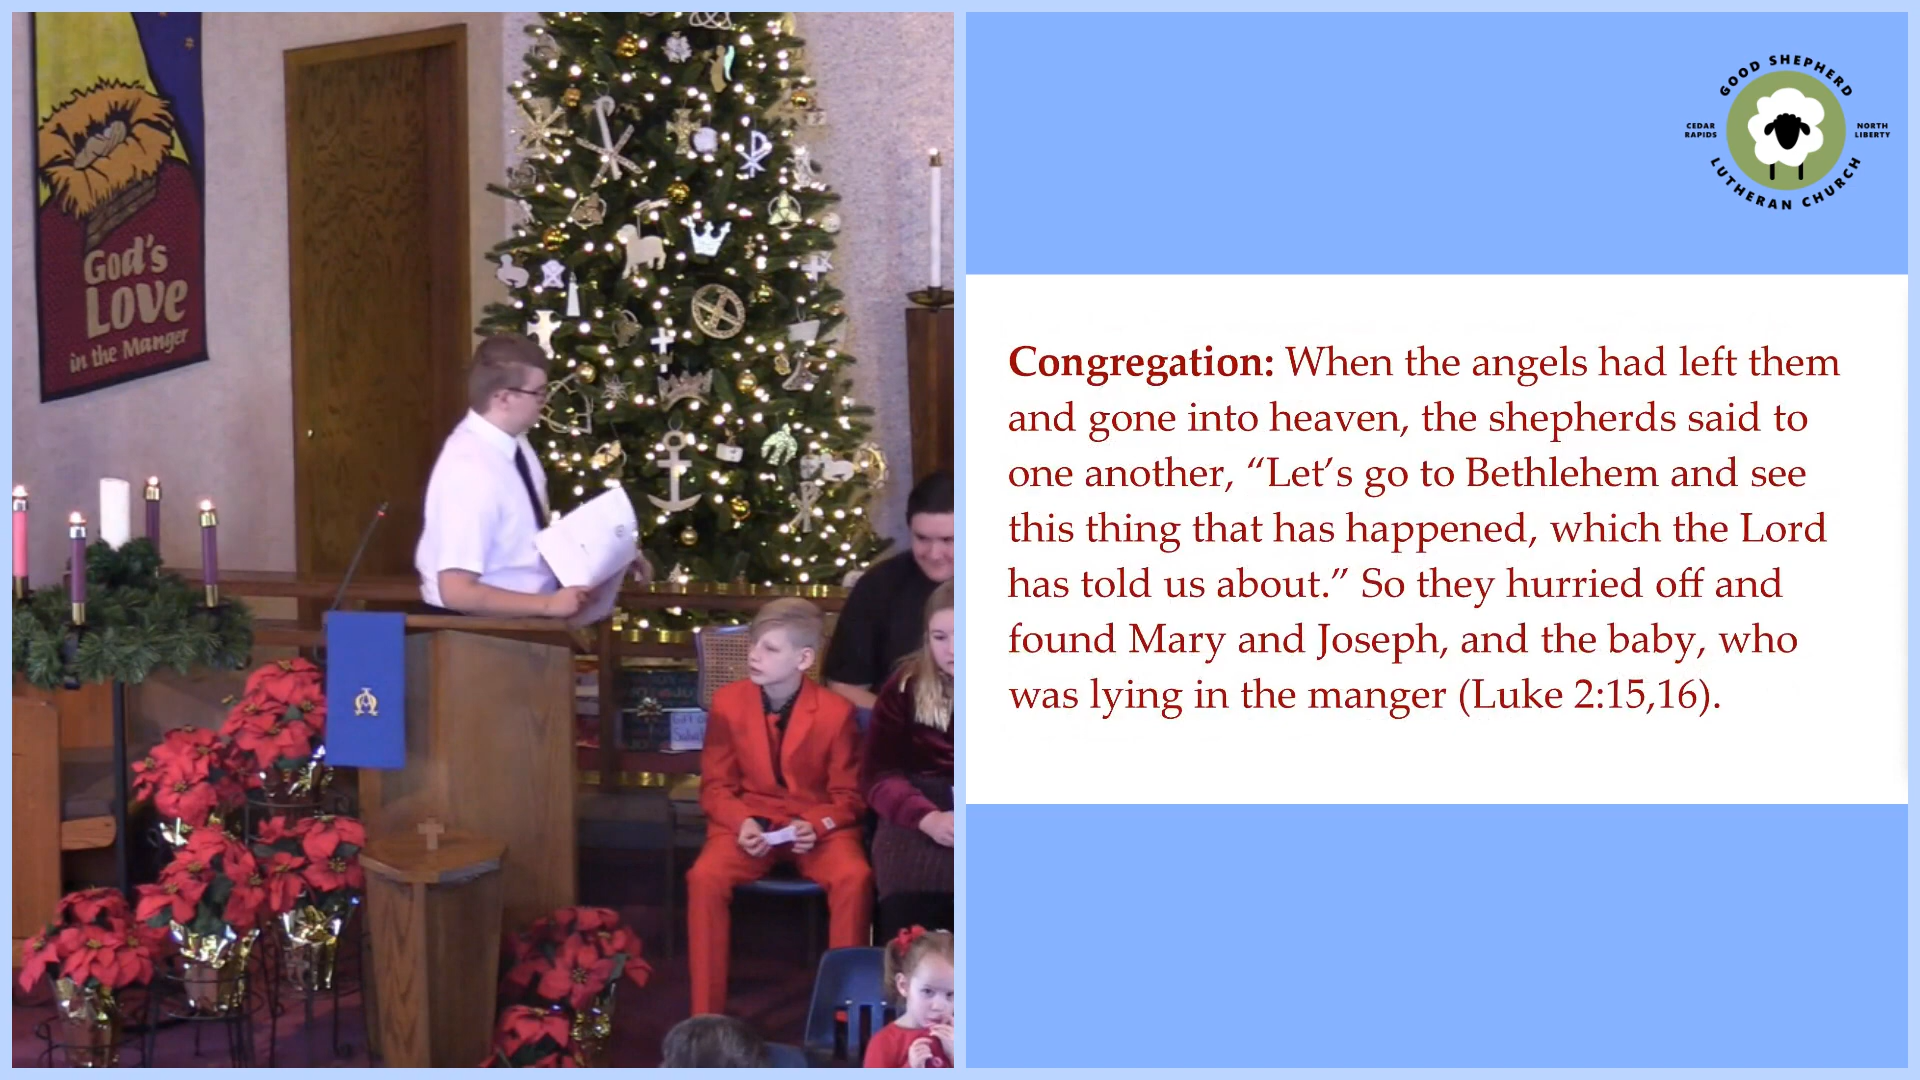 God's
Love
in the Manger
GOOD SHEPHERD
CEDAR
RAPIDS
NORTH
LIBERTY
LUTHERAN CHURCH
Congregation: When the angels had left them
and gone into heaven, the shepherds said to
one another, “Let’s go to Bethlehem and see
this thing that has happened, which the Lord
has told us about.” So they hurried off and
found Mary and Joseph, and the baby, who
was lying in the manger (Luke 2:15,16).